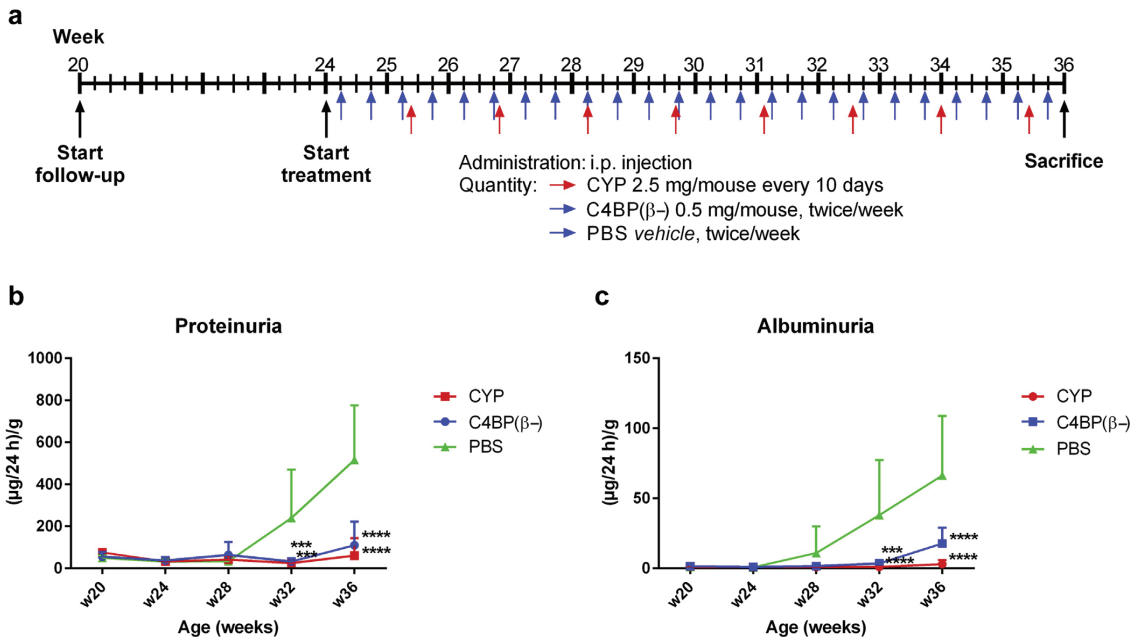 a
Week
20 24 25 26 27 28 29 30 31 32 33 34 35 36
Start
follow-up
Start
treatment
Sacrifice
Administration: i.p. injection
Quantity: CYP 2.5 mg/mouse every 10 days
C4BP(β–) 0.5 mg/mouse, twice/week
PBS vehicle, twice/week
b
Proteinuria
(µg/24 h)/g
1000
800
600
400
200
0
w20 w24 w28 w32 w36
Age (weeks)
*** ***
**** ****
CYP
C4BP(β–)
PBS
c
Albuminuria
(µg/24 h)/g
150
100
50
0
w20 w24 w28 w32 w36
Age (weeks)
*** ****
**** ****
CYP
C4BP(β–)
PBS